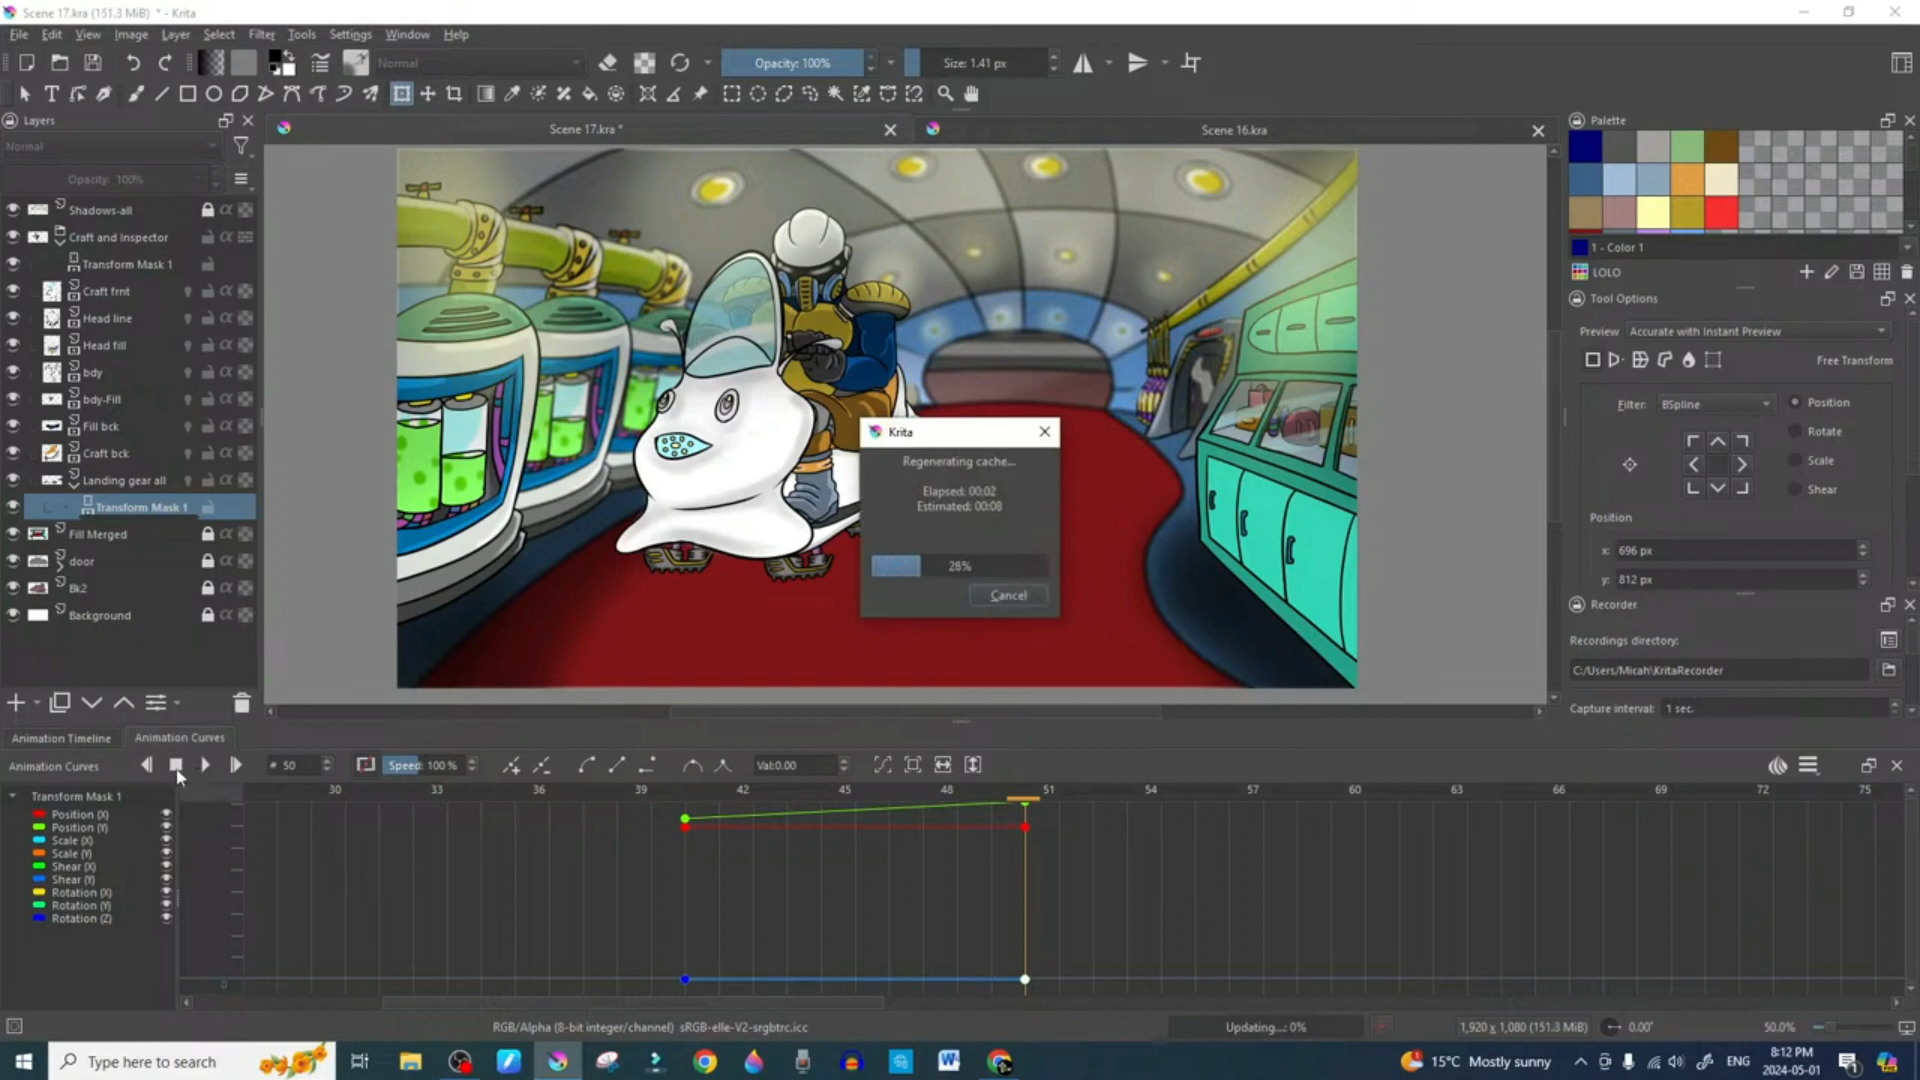 Scene 17.kra (151.3 MiB) * - Krita
File Edit View Image Layer Select Filter Tools Settings Window Help
Normal
Opacity: 100%
Size: 1.41 px
Layers
Scene 17.kra *
Scene 16.kra
Palette
Normal
Opacity: 100%
Shadows-all
Craft and Inspector
Transform Mask 1
Craft frnt
Head line
Head fill
bdy
bdy-Fill
Fill bck
Craft bck
Landing gear all
Transform Mask 1
Fill Merged
door
Bk2
Background
1 - Color 1
LOLO
Tool Options
Preview Accurate with Instant Preview
Free Transform
Filter: BSpline
Position
Rotate
Scale
Shear
Position
x: 696 px
y: 812 px
Recorder
Recordings directory:
C:/Users/Micah\KritaRecorder
Capture interval: 1 sec.
Krita
Regenerating cache...
Elapsed: 00:02
Estimated: 00:08
28%
Cancel
Animation Timeline Animation Curves
Animation Curves
# 50
Speed: 100 %
Val:0.00
30 33 36 39 42 45 48 51 54 57 60 63 66 69 72 75
Transform Mask 1
Position (X)
Position (Y)
Scale (X)
Scale (Y)
Shear (X)
Shear (Y)
Rotation (X)
Rotation (Y)
Rotation (Z)
0
RGB/Alpha (8-bit integer/channel) sRGB-elle-V2-srgbtrc.icc
Updating...: 0%
1,920 x 1,080 (151.3 MiB)
0.00°
50.0%
Type here to search
15°C Mostly sunny
ENG
8:12 PM
2024-05-01
1